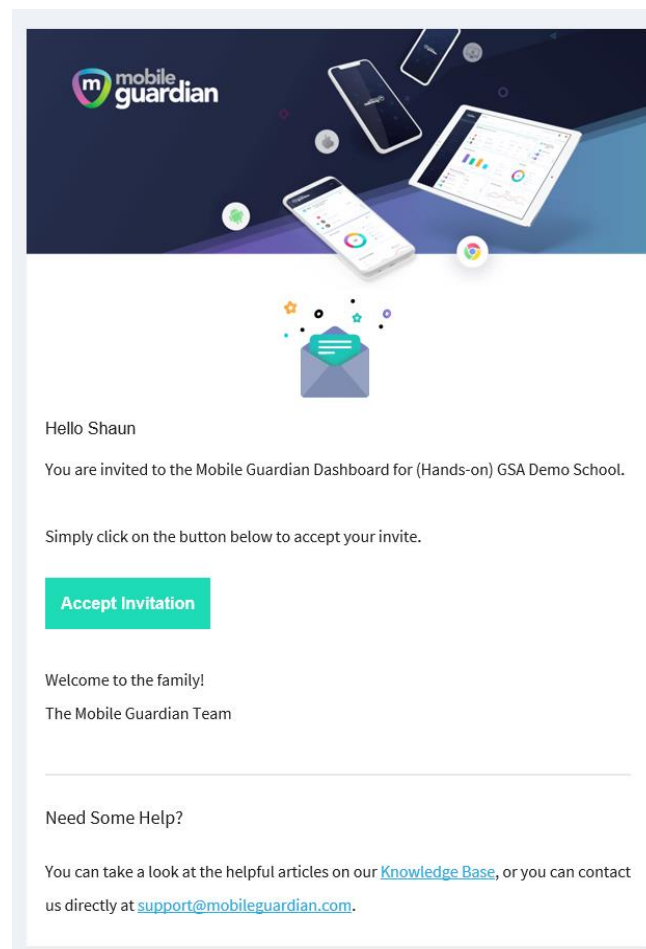 m mobile
guardian
Hello Shaun
You are invited to the Mobile Guardian Dashboard for (Hands-on) GSA Demo School.
Simply click on the button below to accept your invite.
Accept Invitation
Welcome to the family!
The Mobile Guardian Team
Need Some Help?
You can take a look at the helpful articles on our Knowledge Base, or you can contact
us directly at support@mobileguardian.com.